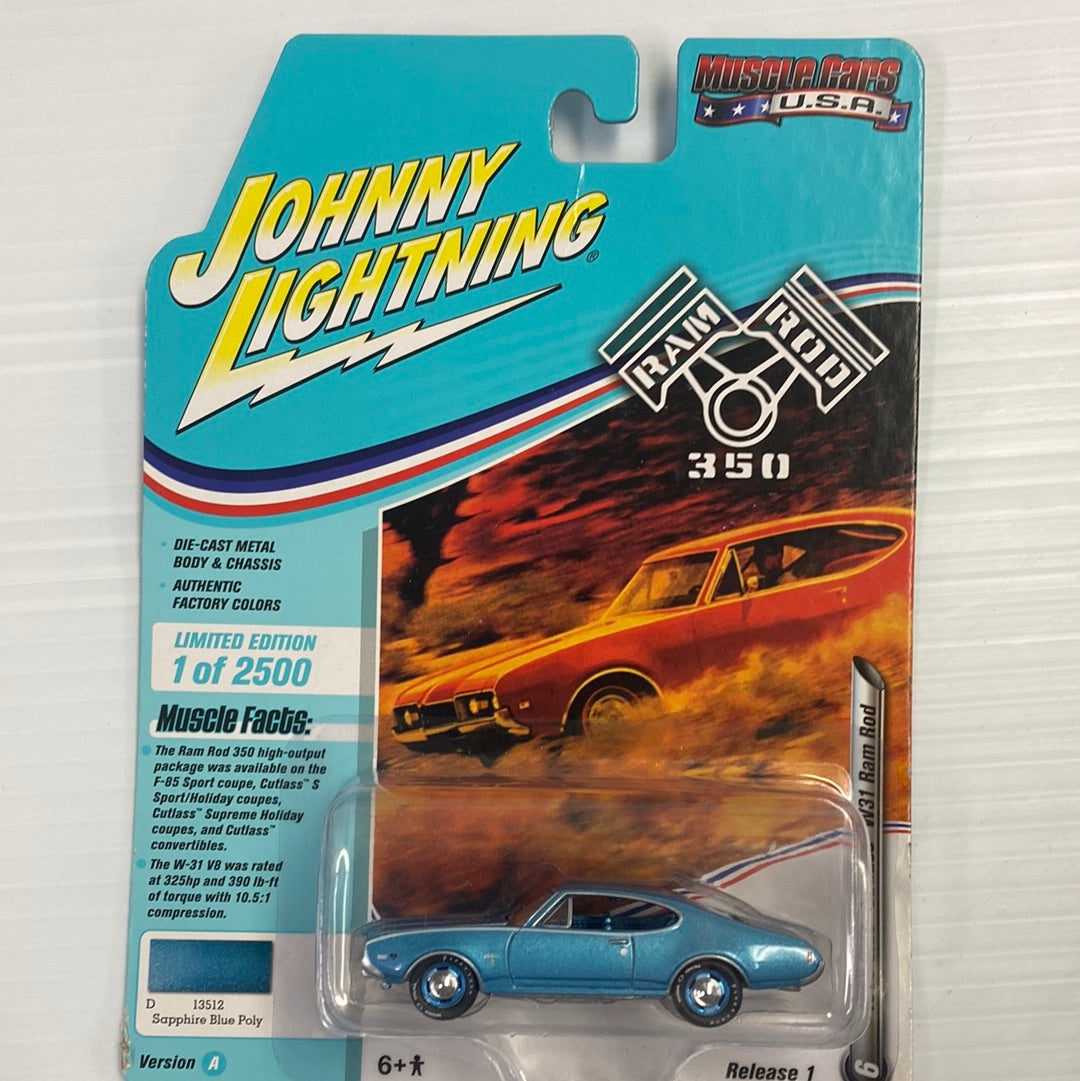 Muscle Cars
U.S.A.
JOHNNY
LIGHTNING®
RAM ROD
350
• DIE-CAST METAL
BODY & CHASSIS
• AUTHENTIC
FACTORY COLORS
LIMITED EDITION
1 of 2500
Muscle Facts:
• The Ram Rod 350 high-output
package was available on the
F-85 Sport coupe, Cutlass™ S
Sport/Holiday coupes,
Cutlass™ Supreme Holiday
coupes, and Cutlass™
convertibles.
• The W-31 V8 was rated
at 325hp and 390 lb-ft
of torque with 10.5:1
compression.
W31 Ram Rod
D 13512
Sapphire Blue Poly
Version A
6+
Release 1